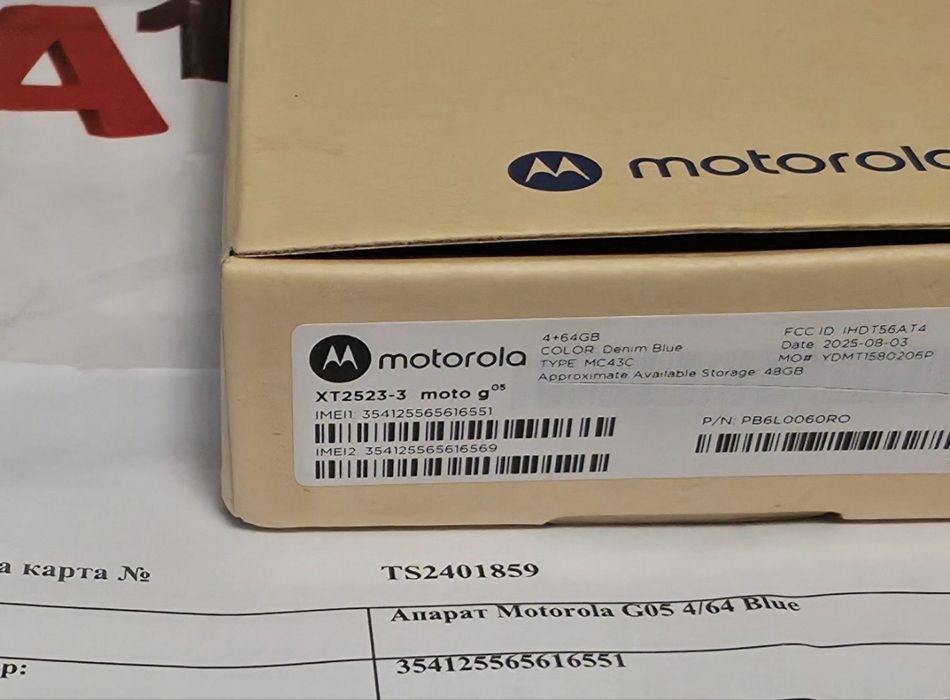 A1
motorola
motorola
4+64GB
COLOR: Denim Blue
TYPE: MC43C
Approximate Available Storage: 48GB
FCC ID: IHDT56AT4
Date: 2025-08-03
MO# YDMT1580206P
XT2523-3 moto g05
IMEI1: 354125565616551
IMEI2: 354125565616569
P/N: PB6L0060RO
а карта № TS2401859
Апарат Motorola G05 4/64 Blue
р: 354125565616551